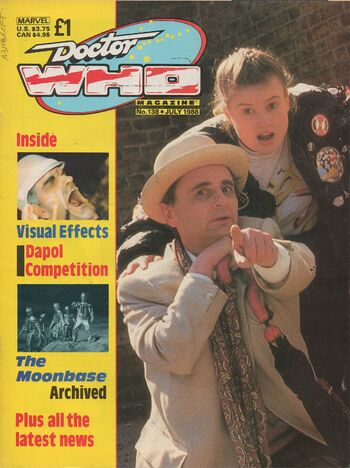 MARVEL
U.S. $3.75
CAN $4.95
£1
Doctor
WHO
MAGAZINE
No.138 • JULY 1988
ASHCROFT
Inside
Visual Effects
Dapol
Competition
The
Moonbase
Archived
Plus all the
latest news